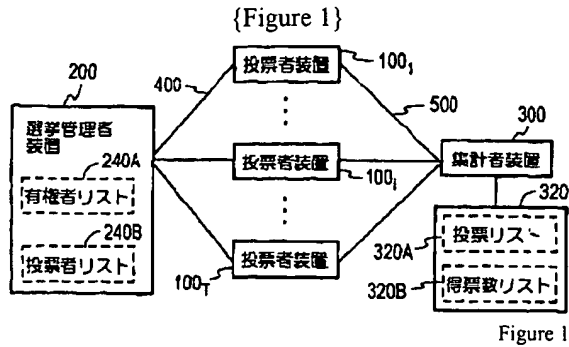 {Figure 1}
投票者装置
100₁
400
200
500
選挙管理者
装置
300
集計者装置
240A
有権者リスト
投票者装置
100ᵢ
320
240B
投票者リスト
320A
投票リスト
投票者装置
100T
320B
得票数リスト
Figure 1